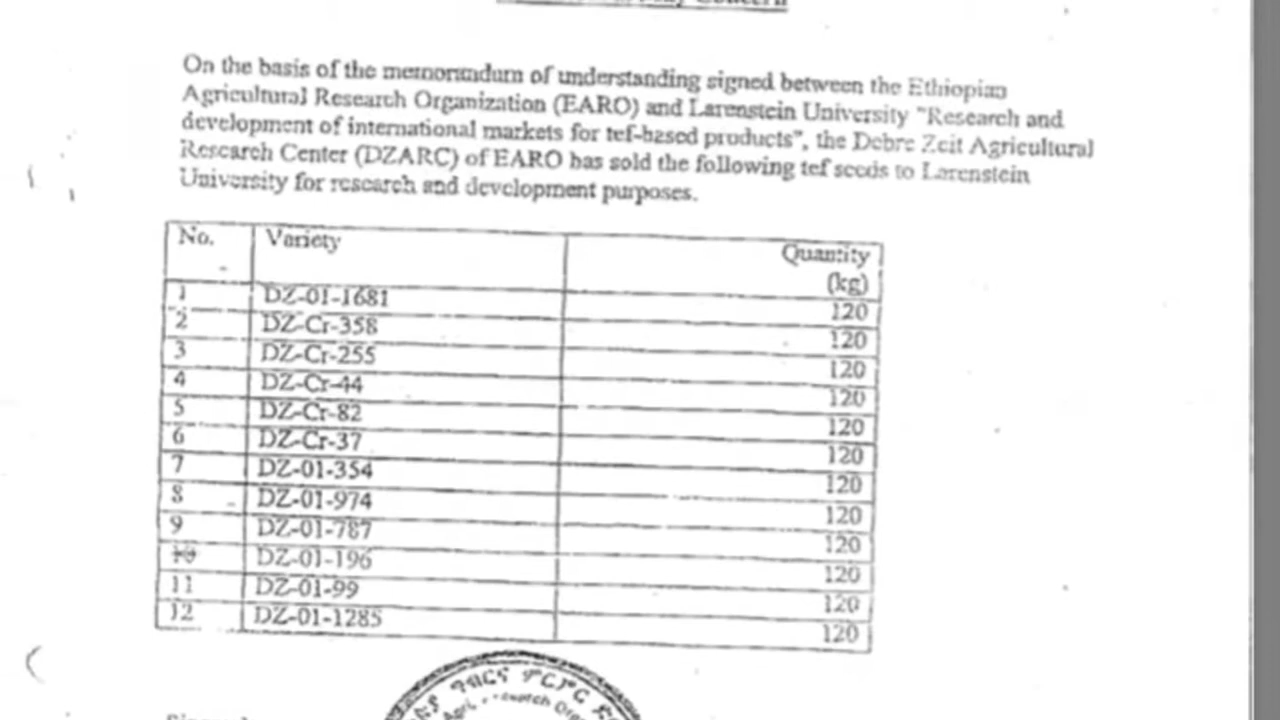 On the basis of the memorandum of understanding signed between the Ethiopian
Agricultural Research Organization (EARO) and Larenstein University "Research and
development of international markets for tef-based products", the Debre Zeit Agricultural
Research Center (DZARC) of EARO has sold the following tef seeds to Larenstein
University for research and development purposes.
No. Variety Quantity
(kg)
1 DZ-01-1681 120
2 DZ-Cr-358 120
3 DZ-Cr-255 120
4 DZ-Cr-44 120
5 DZ-Cr-82 120
6 DZ-Cr-37 120
7 DZ-01-354 120
8 DZ-01-974 120
9 DZ-01-787 120
10 DZ-01-196 120
11 DZ-01-99 120
12 DZ-01-1285 120
ግብርና ምርምር